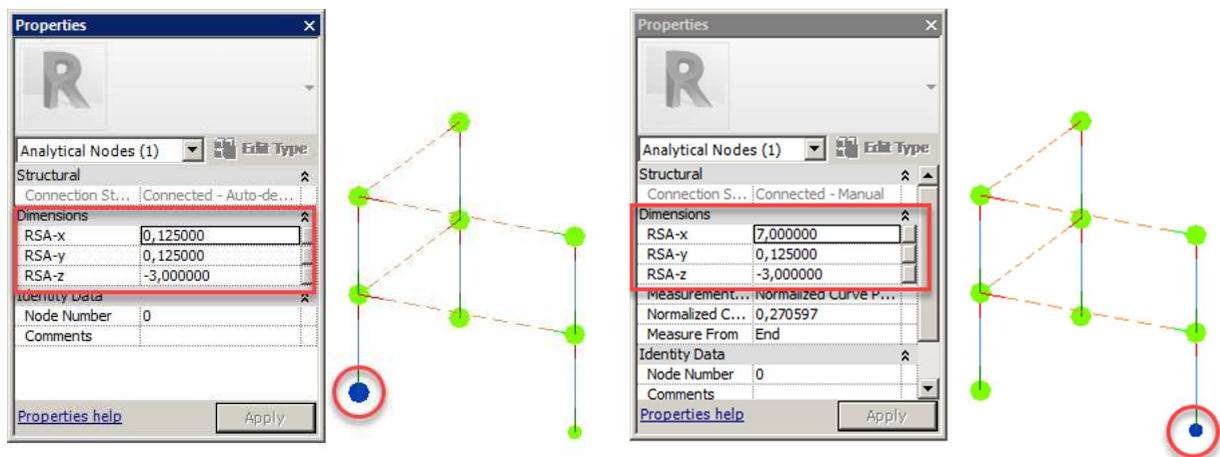 Properties
R
Analytical Nodes (1)
Edit Type
Structural
Connection St... Connected - Auto-de...
Dimensions
RSA-x 0,125000
RSA-y 0,125000
RSA-z -3,000000
Identity Data
Node Number 0
Comments
Properties help
Apply
Properties
R
Analytical Nodes (1)
Edit Type
Structural
Connection S... Connected - Manual
Dimensions
RSA-x 7,000000
RSA-y 0,125000
RSA-z -3,000000
Measurement... Normalized Curve P...
Normalized C... 0,270597
Measure From End
Identity Data
Node Number 0
Comments
Properties help
Apply